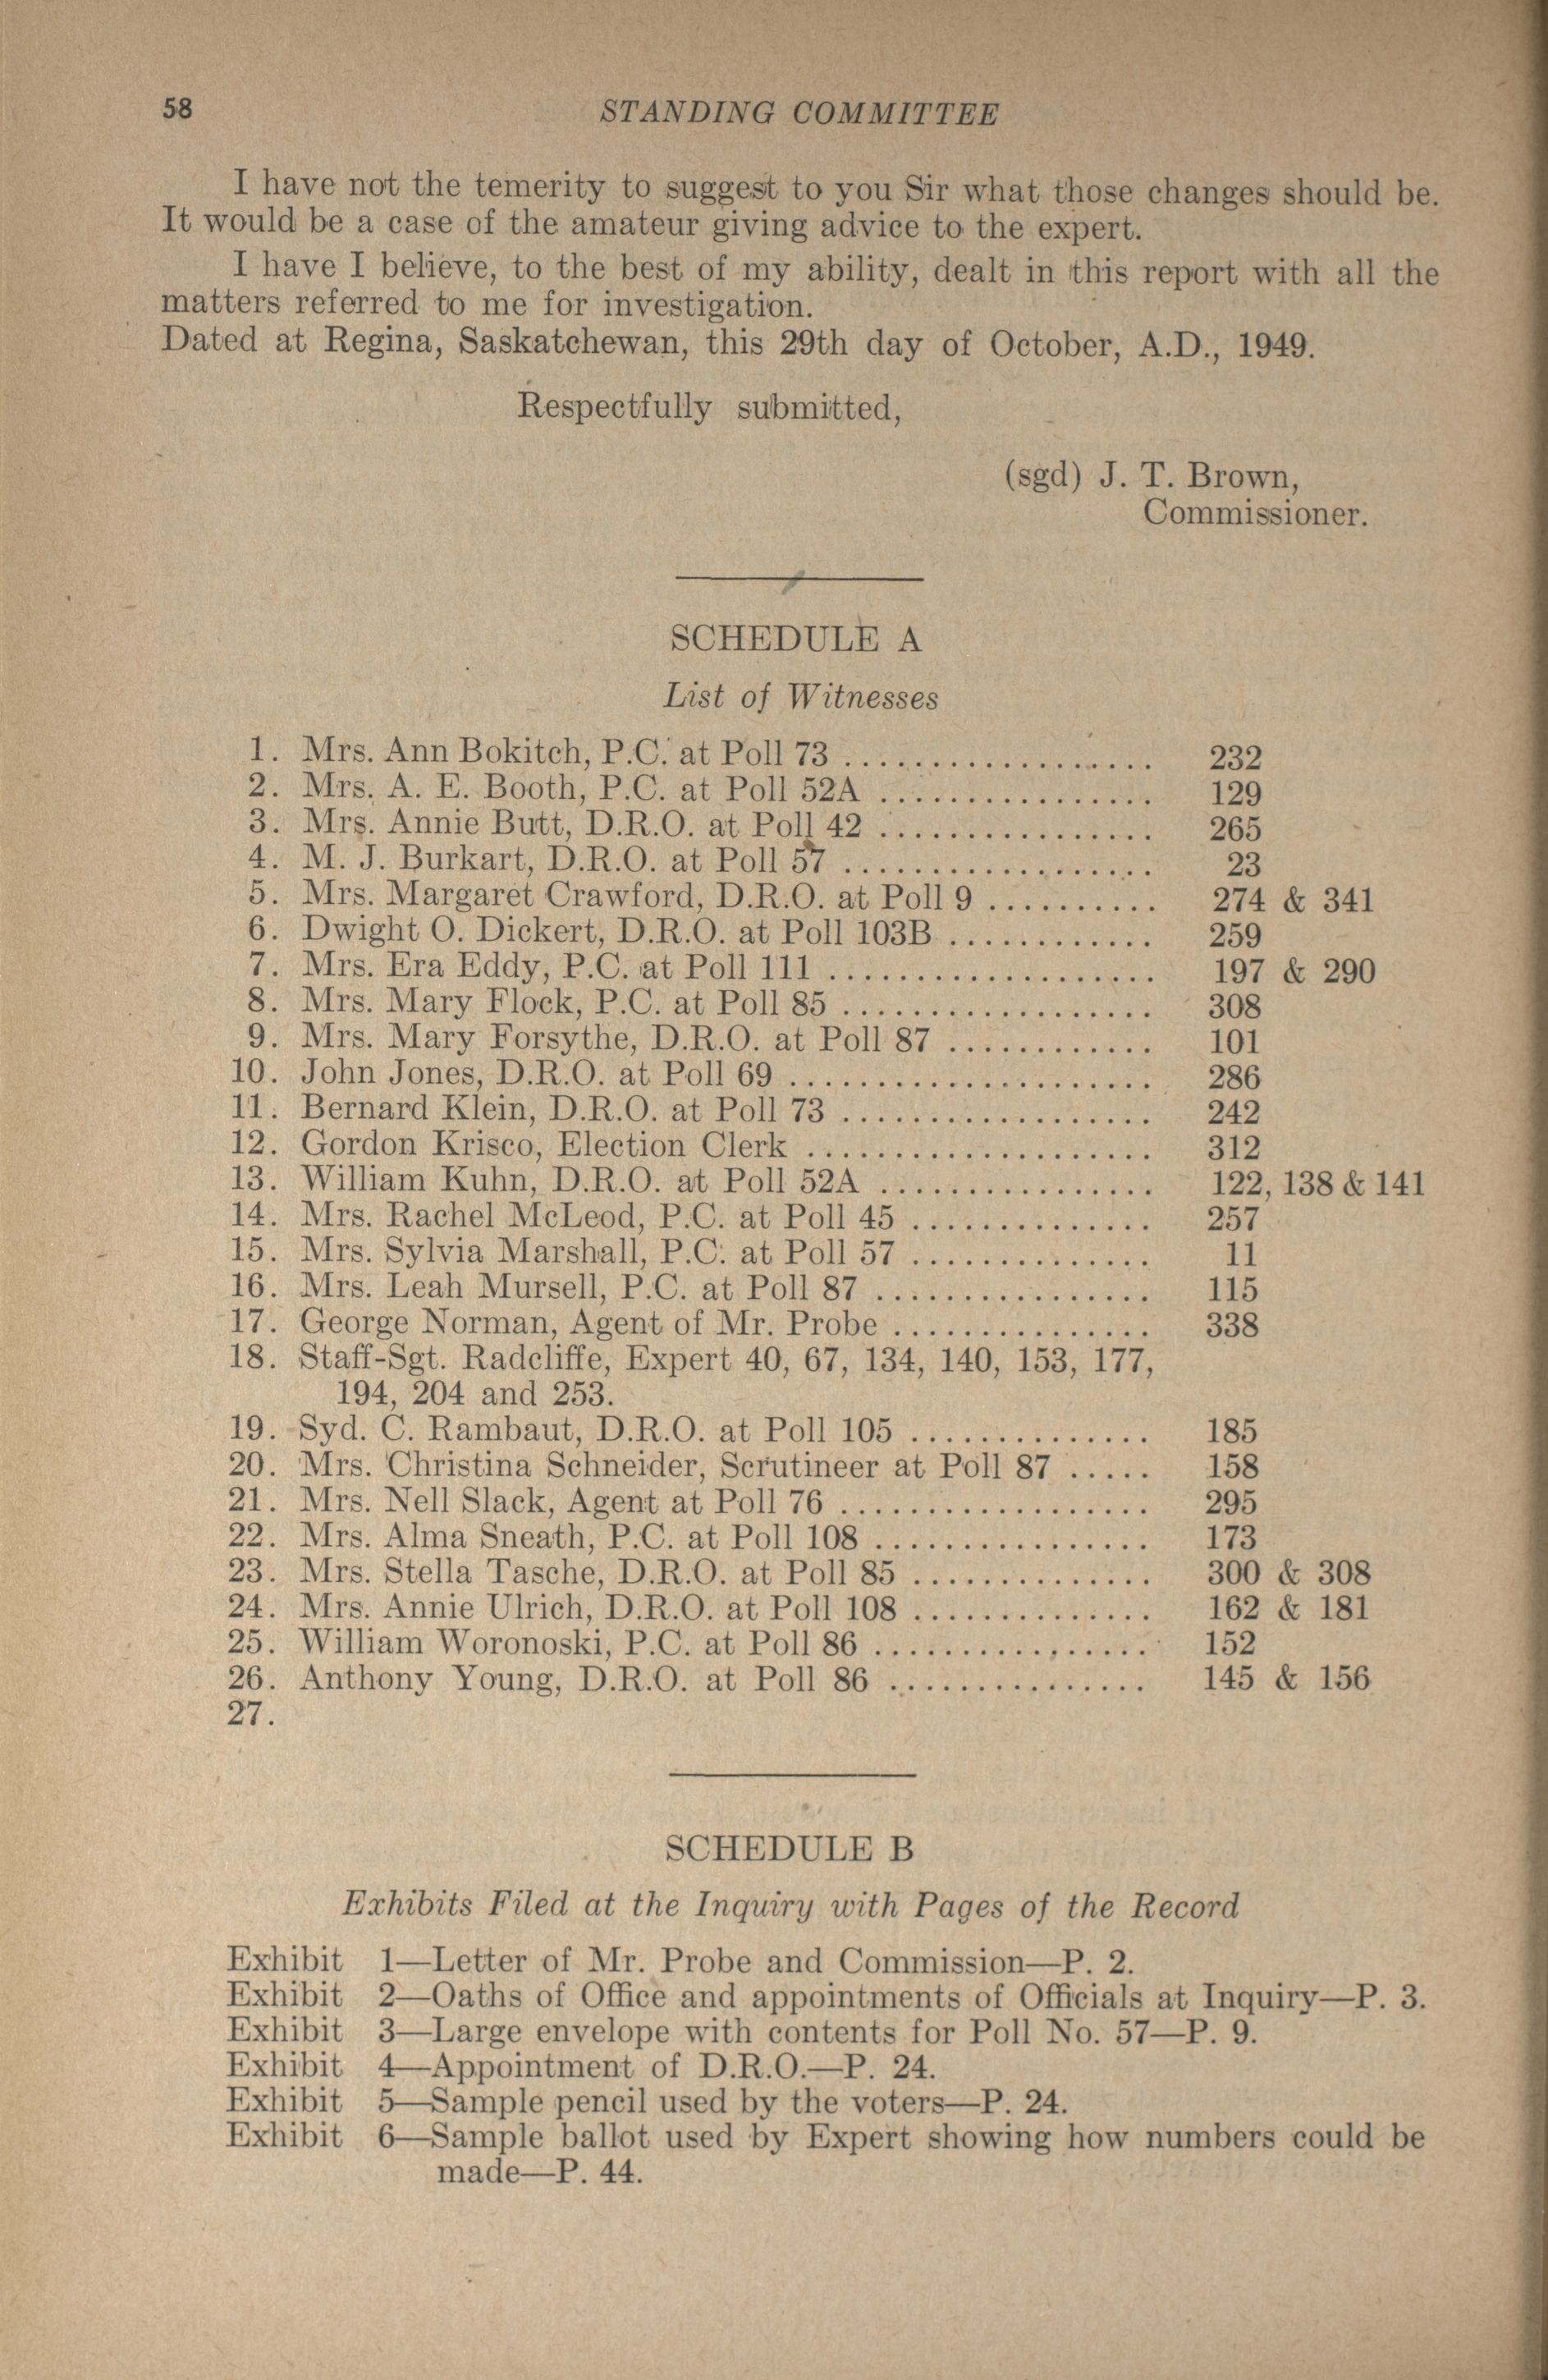 58
STANDING COMMITTEE
I have not the temerity to suggest to you Sir what those changes should be.
It would be a case of the amateur giving advice to the expert.
I have I believe, to the best of my ability, dealt in this report with all the
matters referred to me for investigation.
Dated at Regina, Saskatchewan, this 29th day of October, A.D., 1949.
Respectfully submitted,
(sgd) J. T. Brown,
Commissioner.
SCHEDULE A
List of Witnesses
1. Mrs. Ann Bokitch, P.C. at Poll 73 .................. 232
2. Mrs. A. E. Booth, P.C. at Poll 52A ................ 129
3. Mrs. Annie Butt, D.R.O. at Poll 42 ................ 265
4. M. J. Burkart, D.R.O. at Poll 57 .................. 23
5. Mrs. Margaret Crawford, D.R.O. at Poll 9 .......... 274 & 341
6. Dwight O. Dickert, D.R.O. at Poll 103B ............ 259
7. Mrs. Era Eddy, P.C. at Poll 111 ................... 197 & 290
8. Mrs. Mary Flock, P.C. at Poll 85 .................. 308
9. Mrs. Mary Forsythe, D.R.O. at Poll 87 ............ 101
10. John Jones, D.R.O. at Poll 69 ..................... 286
11. Bernard Klein, D.R.O. at Poll 73 .................. 242
12. Gordon Krisco, Election Clerk .................... 312
13. William Kuhn, D.R.O. at Poll 52A ................ 122, 138 & 141
14. Mrs. Rachel McLeod, P.C. at Poll 45 .............. 257
15. Mrs. Sylvia Marshall, P.C. at Poll 57 .............. 11
16. Mrs. Leah Mursell, P.C. at Poll 87 ................ 115
17. George Norman, Agent of Mr. Probe ............... 338
18. Staff-Sgt. Radcliffe, Expert 40, 67, 134, 140, 153, 177,
194, 204 and 253.
19. Syd. C. Rambaut, D.R.O. at Poll 105 .............. 185
20. Mrs. Christina Schneider, Scrutineer at Poll 87 ..... 158
21. Mrs. Nell Slack, Agent at Poll 76 .................. 295
22. Mrs. Alma Sneath, P.C. at Poll 108 ................ 173
23. Mrs. Stella Tasche, D.R.O. at Poll 85 .............. 300 & 308
24. Mrs. Annie Ulrich, D.R.O. at Poll 108 .............. 162 & 181
25. William Woronoski, P.C. at Poll 86 ................ 152
26. Anthony Young, D.R.O. at Poll 86 ............... 145 & 156
27.
SCHEDULE B
Exhibits Filed at the Inquiry with Pages of the Record
Exhibit 1—Letter of Mr. Probe and Commission—P. 2.
Exhibit 2—Oaths of Office and appointments of Officials at Inquiry—P. 3.
Exhibit 3—Large envelope with contents for Poll No. 57—P. 9.
Exhibit 4—Appointment of D.R.O.—P. 24.
Exhibit 5—Sample pencil used by the voters—P. 24.
Exhibit 6—Sample ballot used by Expert showing how numbers could be
made—P. 44.